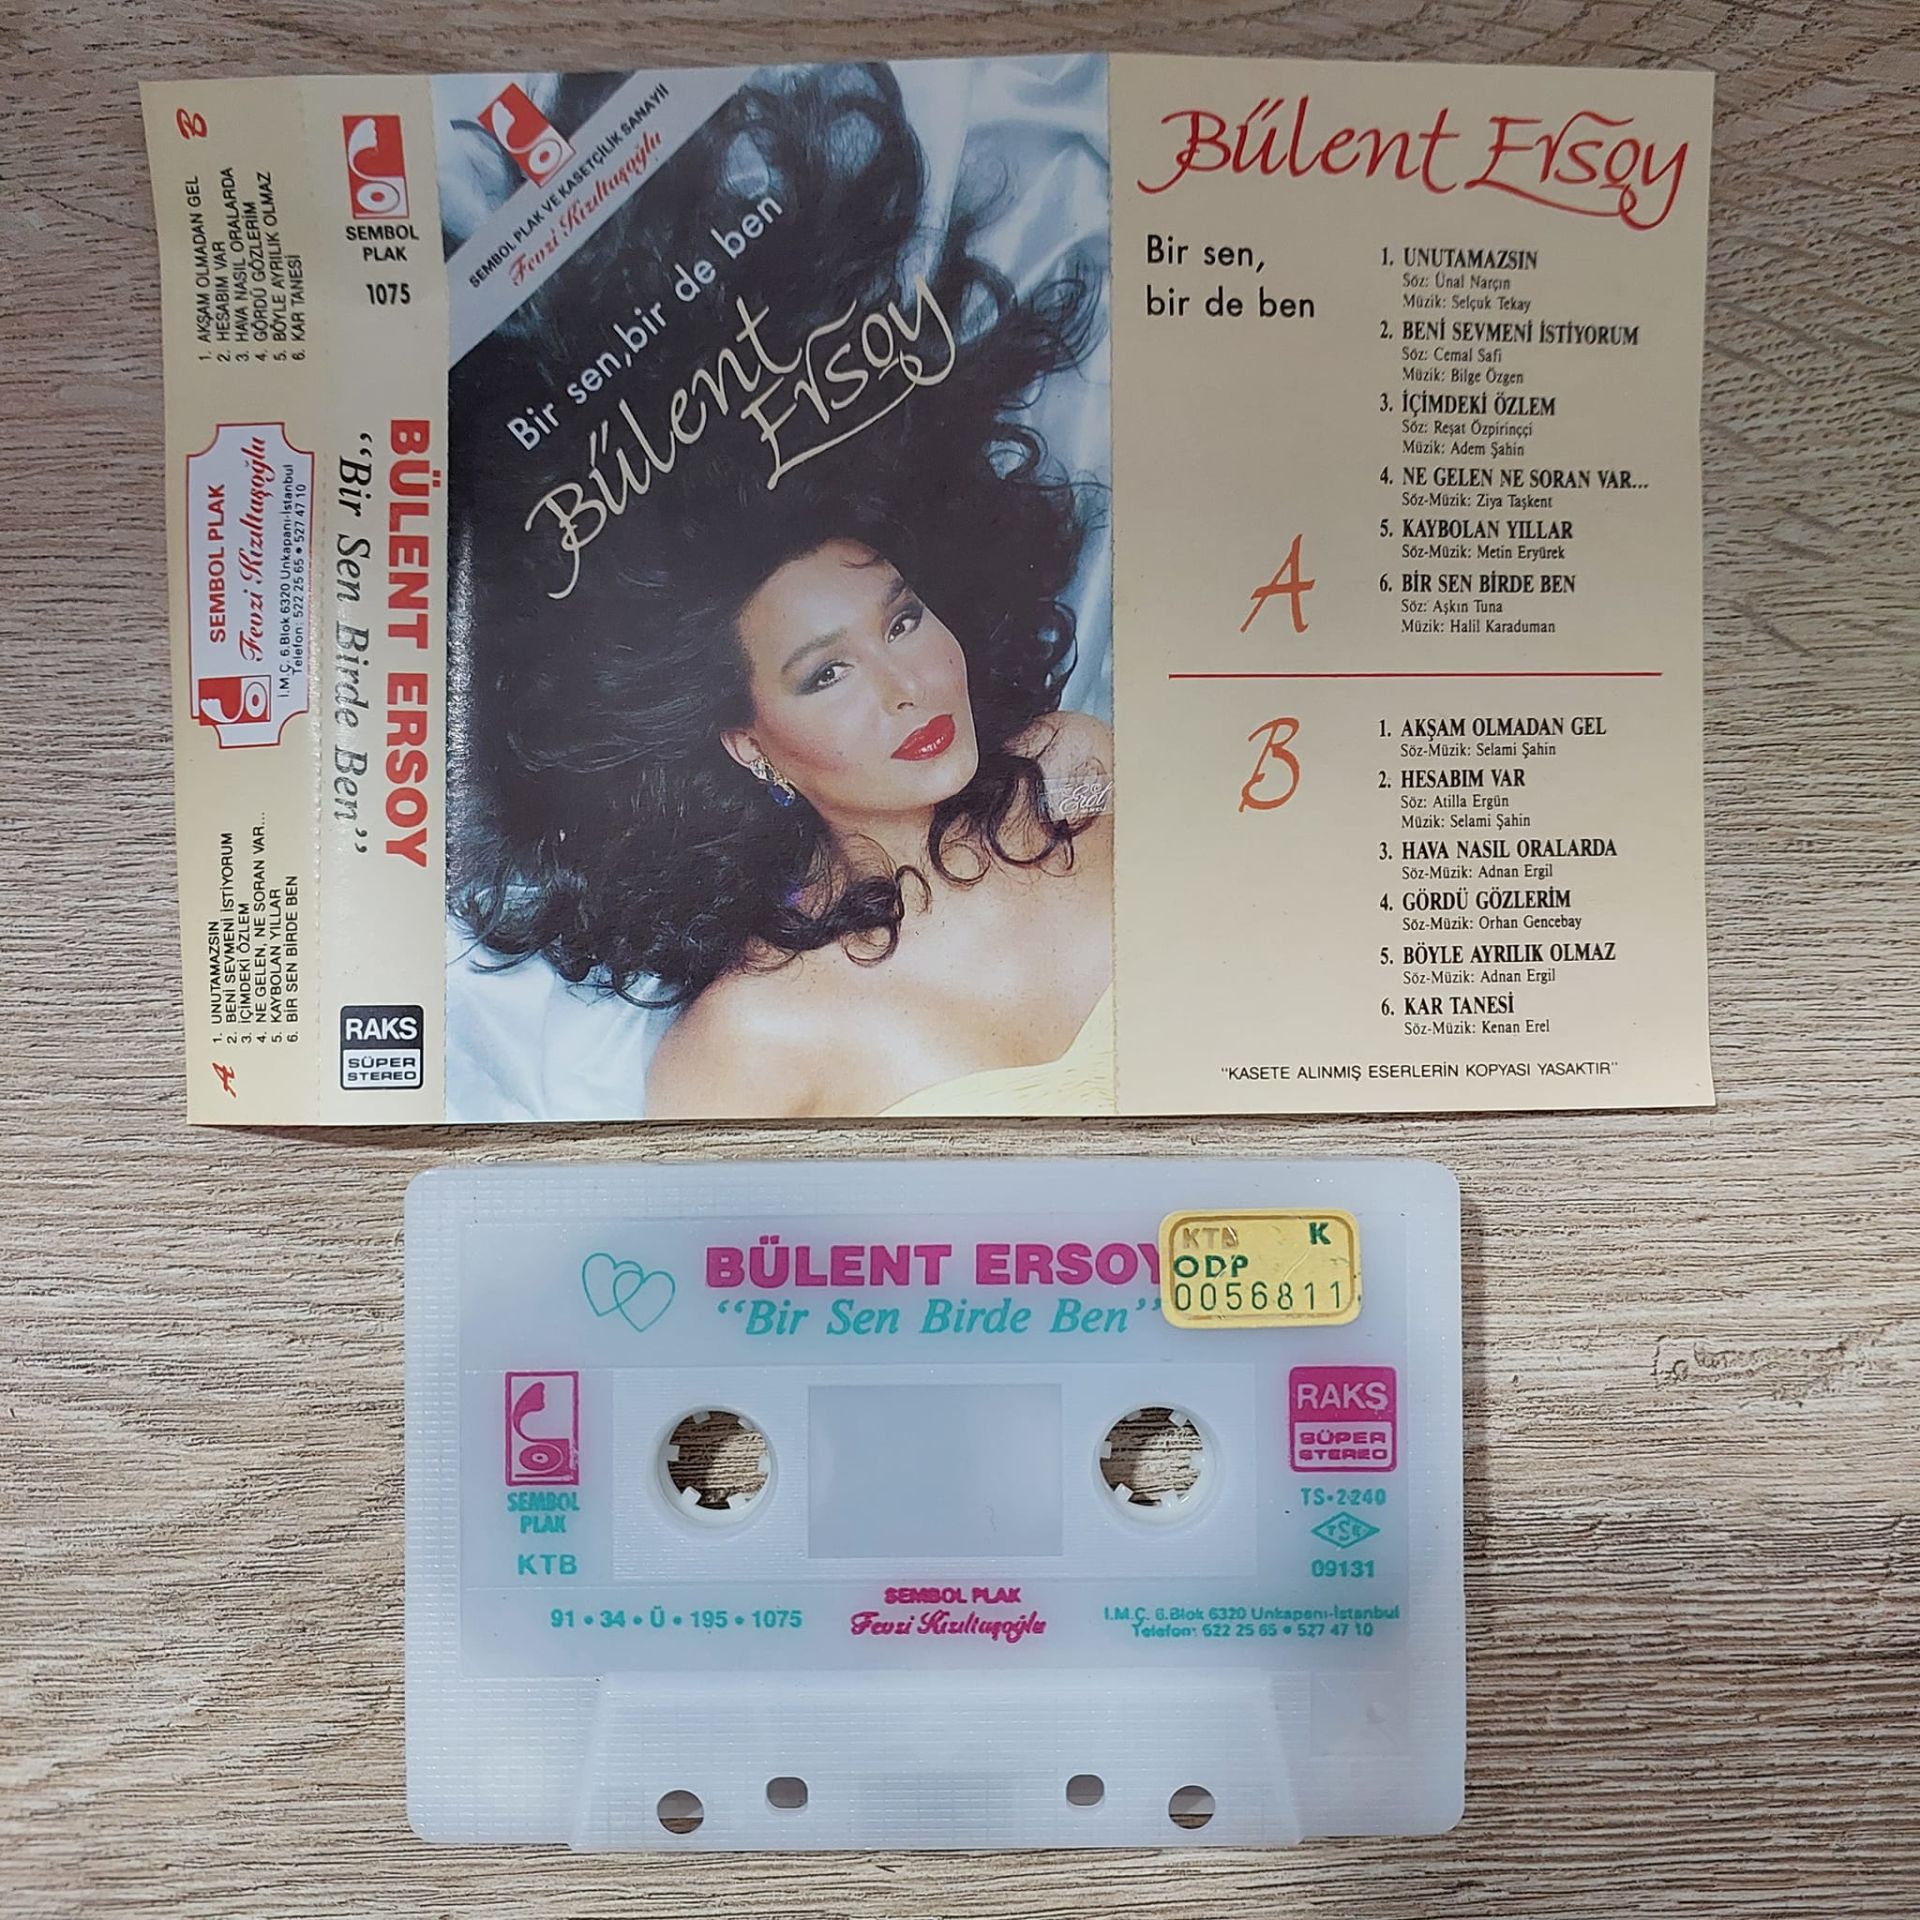 B
1. AKŞAM OLMADAN GEL
2. HESABIM VAR
3. HAVA NASIL ORALARDA
4. GÖRDÜ GÖZLERİM
5. BÖYLE AYRILIK OLMAZ
6. KAR TANESİ
SEMBOL PLAK
Fevzi Kızıltaşoğlu
İ.M.Ç. 6.Blok 6320 Unkapanı-İstanbul
Telefon: 522 25 65 • 527 47 10
A
1. UNUTAMAZSIN
2. BENİ SEVMENİ İSTİYORUM
3. İÇİMDEKİ ÖZLEM
4. NE GELEN, NE SORAN VAR...
5. KAYBOLAN YILLAR
6. BİR SEN BİRDE BEN
SEMBOL
PLAK
1075
BÜLENT ERSOY
“Bir Sen Birde Ben”
RAKS
SÜPER
STEREO
SEMBOL PLAK VE KASETÇİLİK SANAYİİ
Fevzi Kızıltaşoğlu
Bir sen,bir de ben
Bülent
Ersoy
Erol
Bülent Ersoy
Bir sen,
bir de ben
A
1. UNUTAMAZSIN
Söz: Ünal Narçın
Müzik: Selçuk Tekay
2. BENİ SEVMENİ İSTİYORUM
Söz: Cemal Safi
Müzik: Bilge Özgen
3. İÇİMDEKİ ÖZLEM
Söz: Reşat Özpirinççi
Müzik: Adem Şahin
4. NE GELEN NE SORAN VAR...
Söz-Müzik: Ziya Taşkent
5. KAYBOLAN YILLAR
Söz-Müzik: Metin Eryürek
6. BİR SEN BİRDE BEN
Söz: Aşkın Tuna
Müzik: Halil Karaduman
B
1. AKŞAM OLMADAN GEL
Söz-Müzik: Selami Şahin
2. HESABIM VAR
Söz: Atilla Ergün
Müzik: Selami Şahin
3. HAVA NASIL ORALARDA
Söz-Müzik: Adnan Ergil
4. GÖRDÜ GÖZLERİM
Söz-Müzik: Orhan Gencebay
5. BÖYLE AYRILIK OLMAZ
Söz-Müzik: Adnan Ergil
6. KAR TANESİ
Söz-Müzik: Kenan Erel
"KASETE ALINMIŞ ESERLERİN KOPYASI YASAKTIR"
BÜLENT ERSOY
“Bir Sen Birde Ben”
KTB K
ODP
0056811
SEMBOL
PLAK
KTB
RAKS
SÜPER
STEREO
TS•2240
TSE
09131
91 • 34 • Ü • 195 • 1075
SEMBOL PLAK
Fevzi Kızıltaşoğlu
İ.M.Ç. 6.Blok 6320 Unkapanı-İstanbul
Telefon: 522 25 65 • 527 47 10